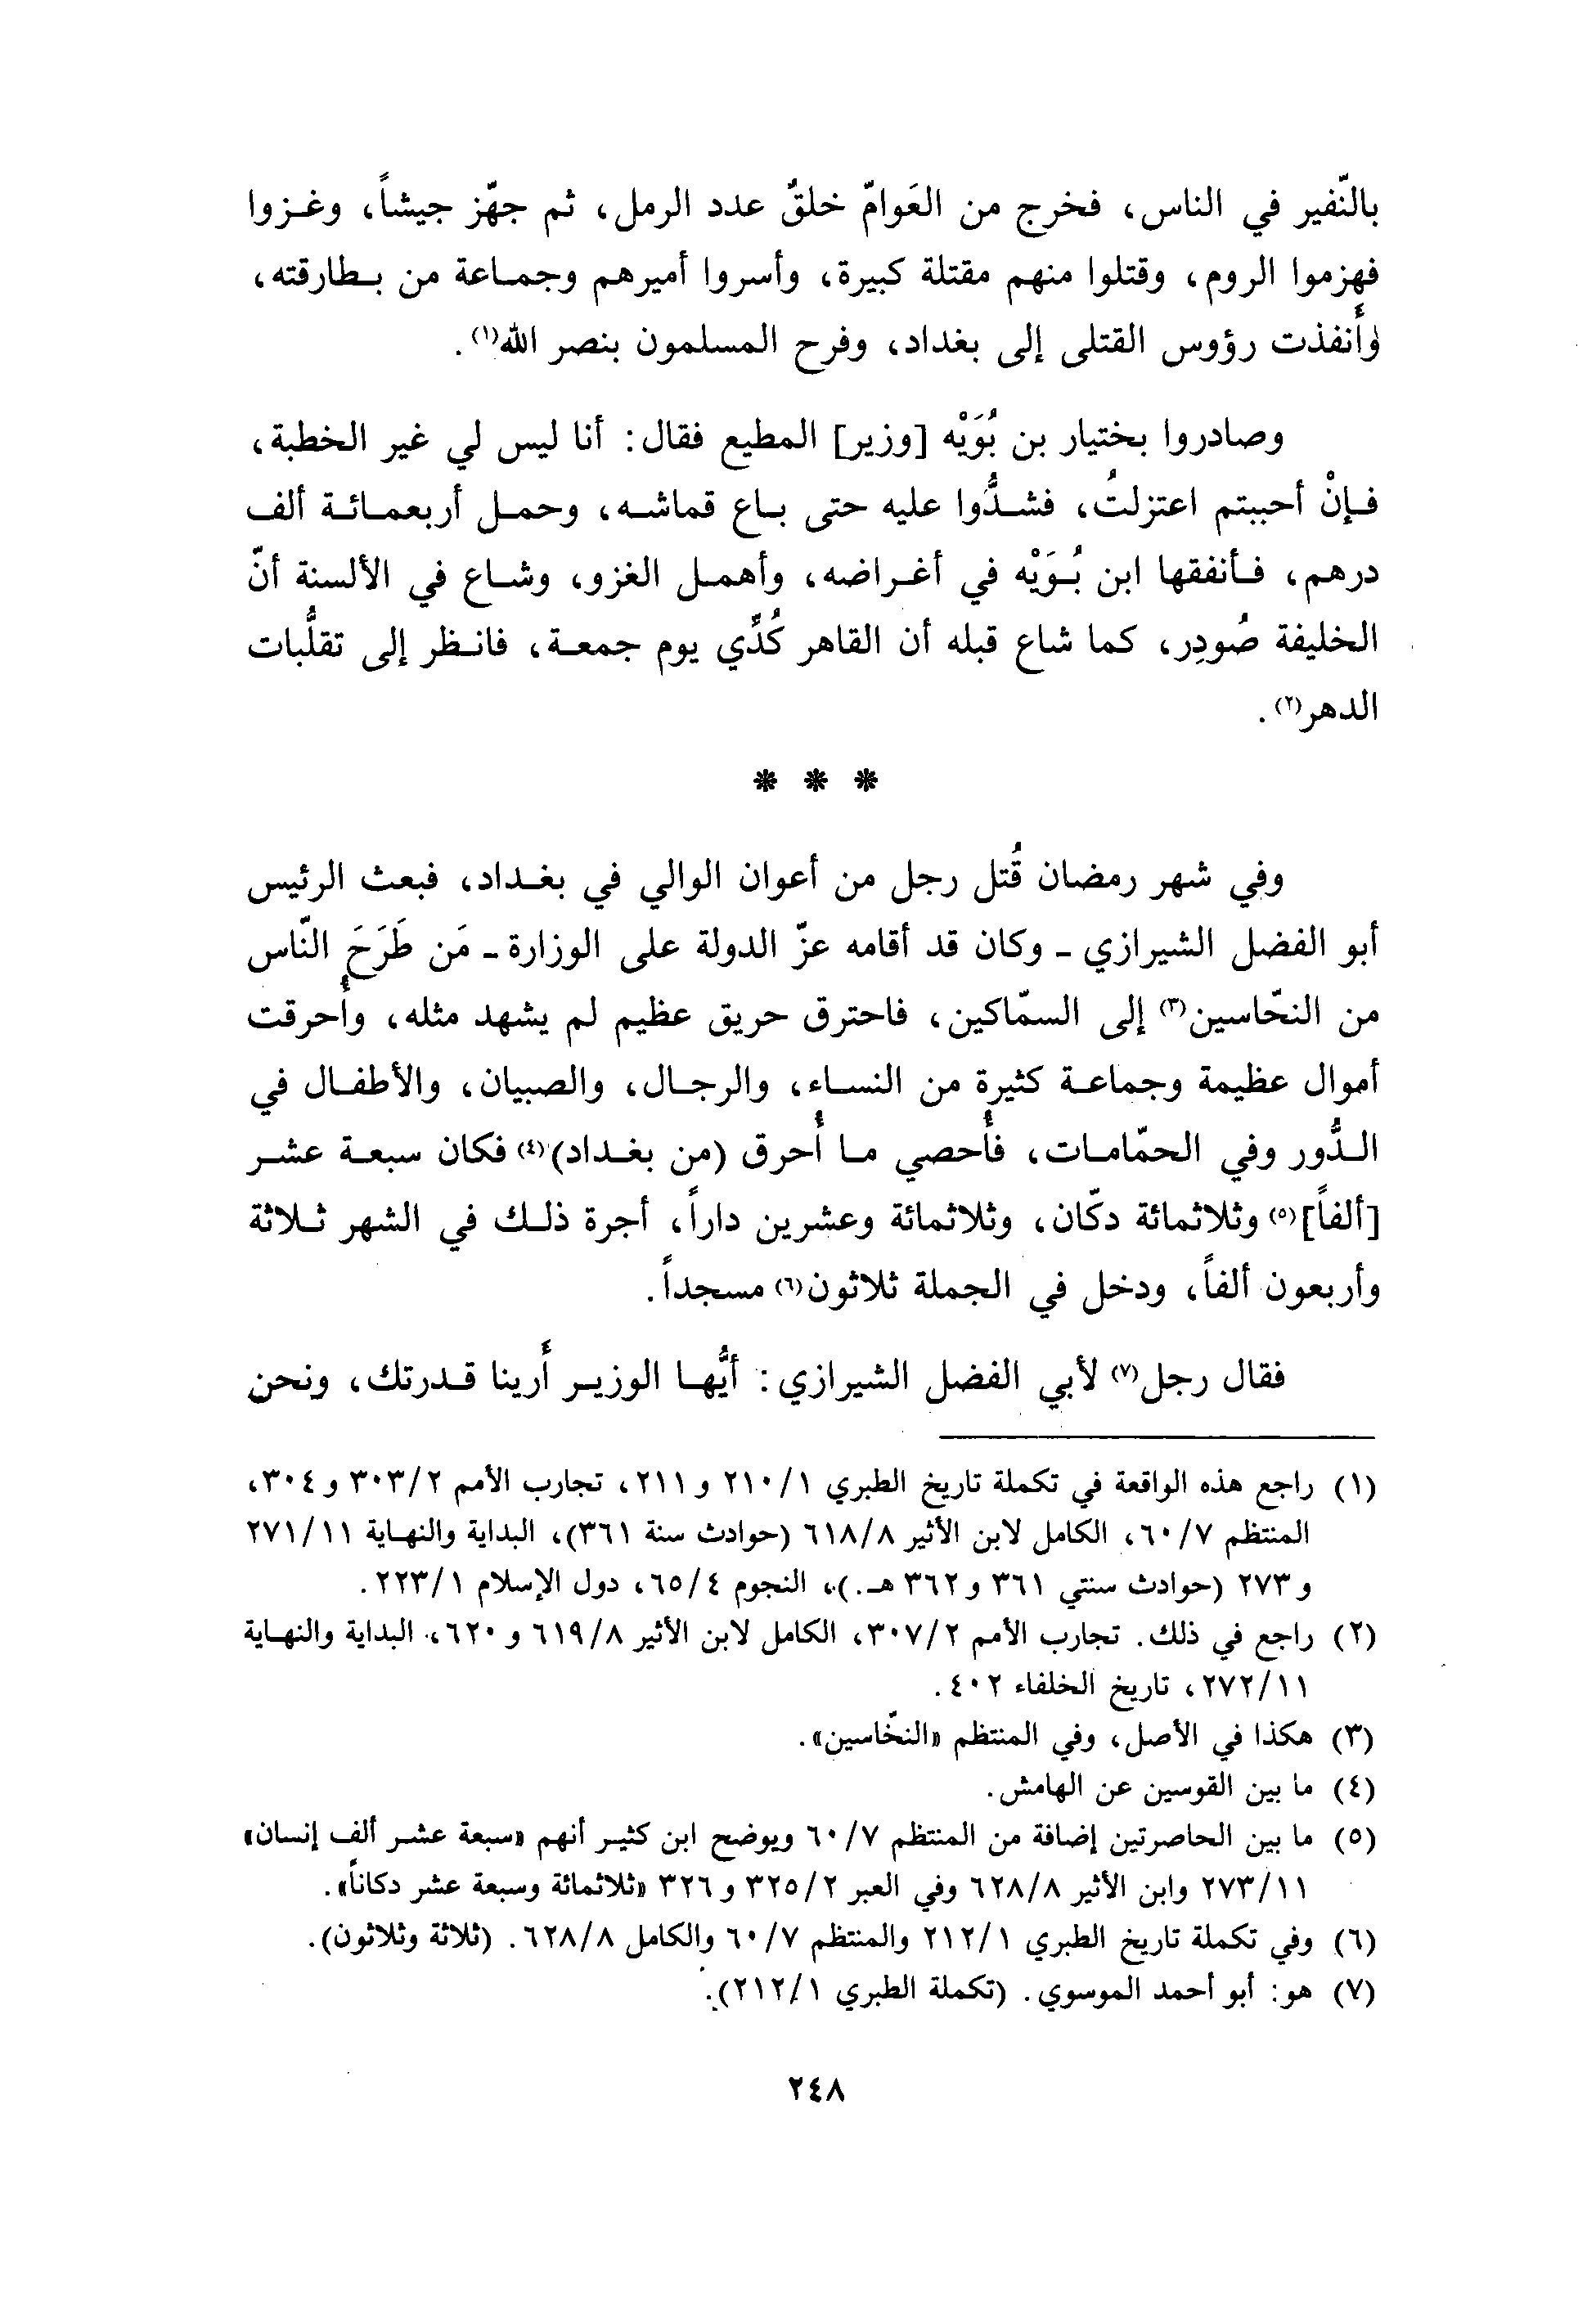 بالنّفير في الناس، فخرج من العَوامّ خلقٌ عدد الرمل، ثم جهّز جيشاً، وغزوا
فهزموا الروم، وقتلوا منهم مقتلة كبيرة، وأسروا أميرهم وجماعة من بطارقته،
وأُنفذت رؤوس القتلى إلى بغداد، وفرح المسلمون بنصر الله(١).
وصادروا بختيار بن بُوَيْه [وزير] المطيع فقال: أنا ليس لي غير الخطبة،
فإنْ أحببتم اعتزلتُ، فشدُّوا عليه حتى باع قماشه، وحمل أربعمائة ألف
درهم، فأنفقها ابن بُوَيْه في أغراضه، وأهمل الغزو، وشاع في الألسنة أنّ
الخليفة صُودِر، كما شاع قبله أن القاهر كُدِّي يوم جمعة، فانظر إلى تقلُّبات
الدهر(٢).
* * *
وفي شهر رمضان قُتل رجل من أعوان الوالي في بغداد، فبعث الرئيس
أبو الفضل الشيرازي - وكان قد أقامه عزّ الدولة على الوزارة - مَن طَرَحَ النّاس
من النحّاسين(٣) إلى السمّاكين، فاحترق حريق عظيم لم يشهد مثله، وأُحرقت
أموال عظيمة وجماعة كثيرة من النساء، والرجال، والصبيان، والأطفال في
الدُّور وفي الحمّامات، فأُحصي ما أُحرق (من بغداد)(٤) فكان سبعة عشر
[ألفاً](٥) وثلاثمائة دكّان، وثلاثمائة وعشرين داراً، أجرة ذلك في الشهر ثلاثة
وأربعون ألفاً، ودخل في الجملة ثلاثون(٦) مسجداً.
فقال رجل(٧) لأبي الفضل الشيرازي: أيُّها الوزير أَرينا قدرتك، ونحن
(١) راجع هذه الواقعة في تكملة تاريخ الطبري ٢١٠/١ و ٢١١، تجارب الأمم ٣٠٣/٢ و ٣٠٤،
المنتظم ٦٠/٧، الكامل لابن الأثير ٦١٨/٨ (حوادث سنة ٣٦١)، البداية والنهاية ٢٧١/١١
و ٢٧٣ (حوادث سنتي ٣٦١ و ٣٦٢ هـ.)، النجوم ٦٥/٤، دول الإسلام ٢٢٣/١.
(٢) راجع في ذلك. تجارب الأمم ٣٠٧/٢، الكامل لابن الأثير ٦١٩/٨ و ٦٢٠، البداية والنهاية
٢٧٢/١١، تاريخ الخلفاء ٤٠٢.
(٣) هكذا في الأصل، وفي المنتظم «النخّاسين».
(٤) ما بين القوسين عن الهامش.
(٥) ما بين الحاصرتين إضافة من المنتظم ٦٠/٧ ويوضح ابن كثير أنهم «سبعة عشر ألف إنسان»
٢٧٣/١١ وابن الأثير ٦٢٨/٨ وفي العبر ٣٢٥/٢ و ٣٢٦ «ثلاثمائة وسبعة عشر دكاناً».
(٦) وفي تكملة تاريخ الطبري ٢١٢/١ والمنتظم ٦٠/٧ والكامل ٦٢٨/٨. (ثلاثة وثلاثون).
(٧) هو: أبو أحمد الموسوي. (تكملة الطبري ٢١٢/١).
٢٤٨